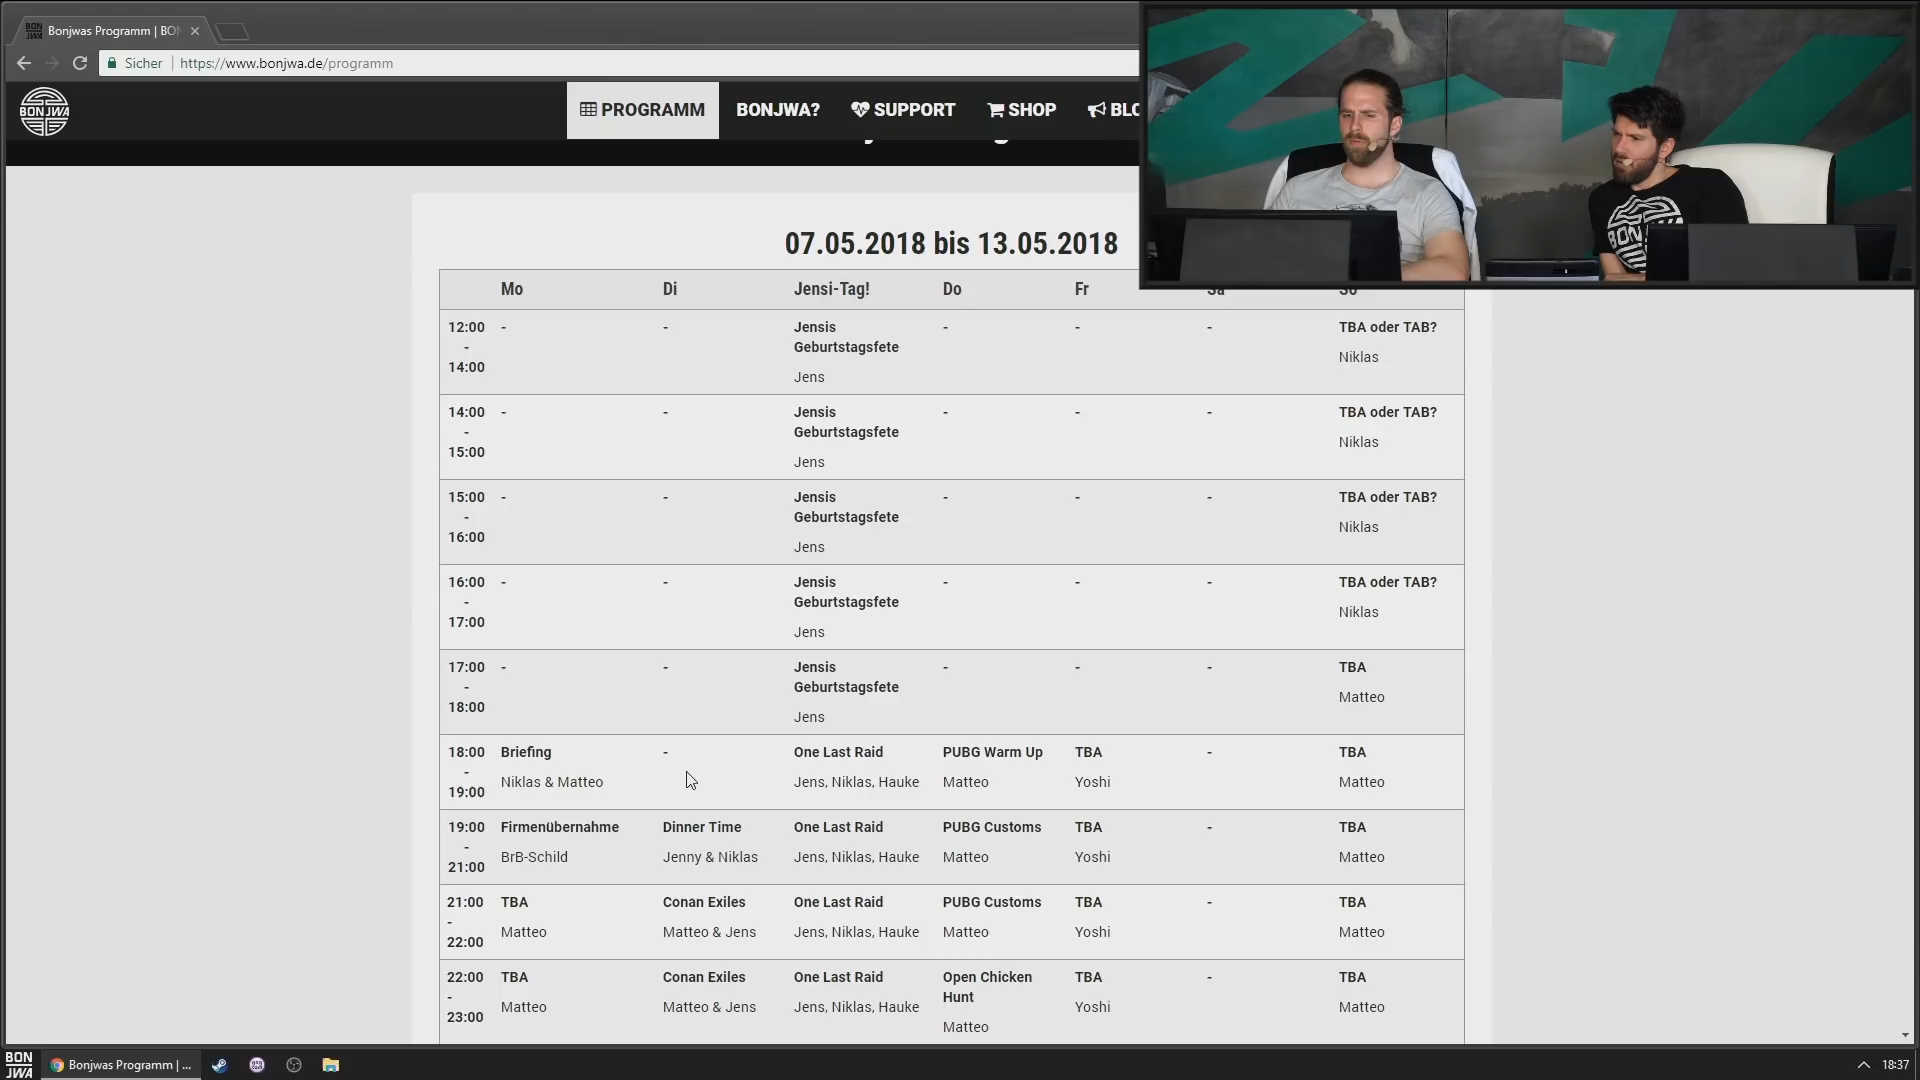 Bonjwas Programm | BO
Sicher
https://www.bonjwa.de/programm
BONJWA
PROGRAMM
BONJWA?
SUPPORT
SHOP
BLO
07.05.2018 bis 13.05.2018
Mo Di Jensi-Tag! Do Fr Sa So
12:00 - - Jensis - - - TBA oder TAB?
- Geburtstagsfete Niklas
14:00 Jens
14:00 - - Jensis - - - TBA oder TAB?
- Geburtstagsfete Niklas
15:00 Jens
15:00 - - Jensis - - - TBA oder TAB?
- Geburtstagsfete Niklas
16:00 Jens
16:00 - - Jensis - - - TBA oder TAB?
- Geburtstagsfete Niklas
17:00 Jens
17:00 - - Jensis - - - TBA
- Geburtstagsfete Matteo
18:00 Jens
18:00 Briefing - One Last Raid PUBG Warm Up TBA - TBA
- Niklas & Matteo Jens, Niklas, Hauke Matteo Yoshi Matteo
19:00
19:00 Firmenübernahme Dinner Time One Last Raid PUBG Customs TBA - TBA
- BrB-Schild Jenny & Niklas Jens, Niklas, Hauke Matteo Yoshi Matteo
21:00
21:00 TBA Conan Exiles One Last Raid PUBG Customs TBA - TBA
- Matteo Matteo & Jens Jens, Niklas, Hauke Matteo Yoshi Matteo
22:00
22:00 TBA Conan Exiles One Last Raid Open Chicken TBA - TBA
- Hunt
23:00 Matteo Matteo & Jens Jens, Niklas, Hauke Matteo Yoshi Matteo
BON
JWA
Bonjwas Programm | ...
18:37